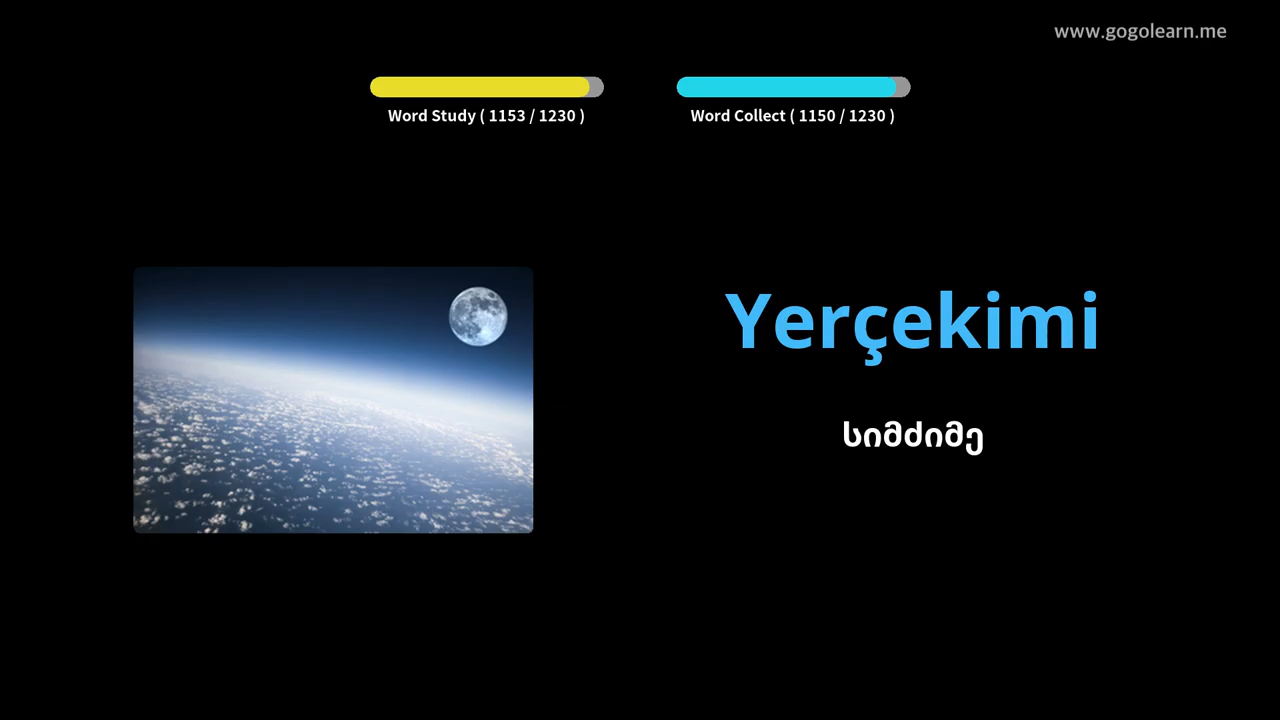 www.gogolearn.me
Word Study ( 1153 / 1230 )
Word Collect ( 1150 / 1230 )
Yerçekimi
სიმძიმე